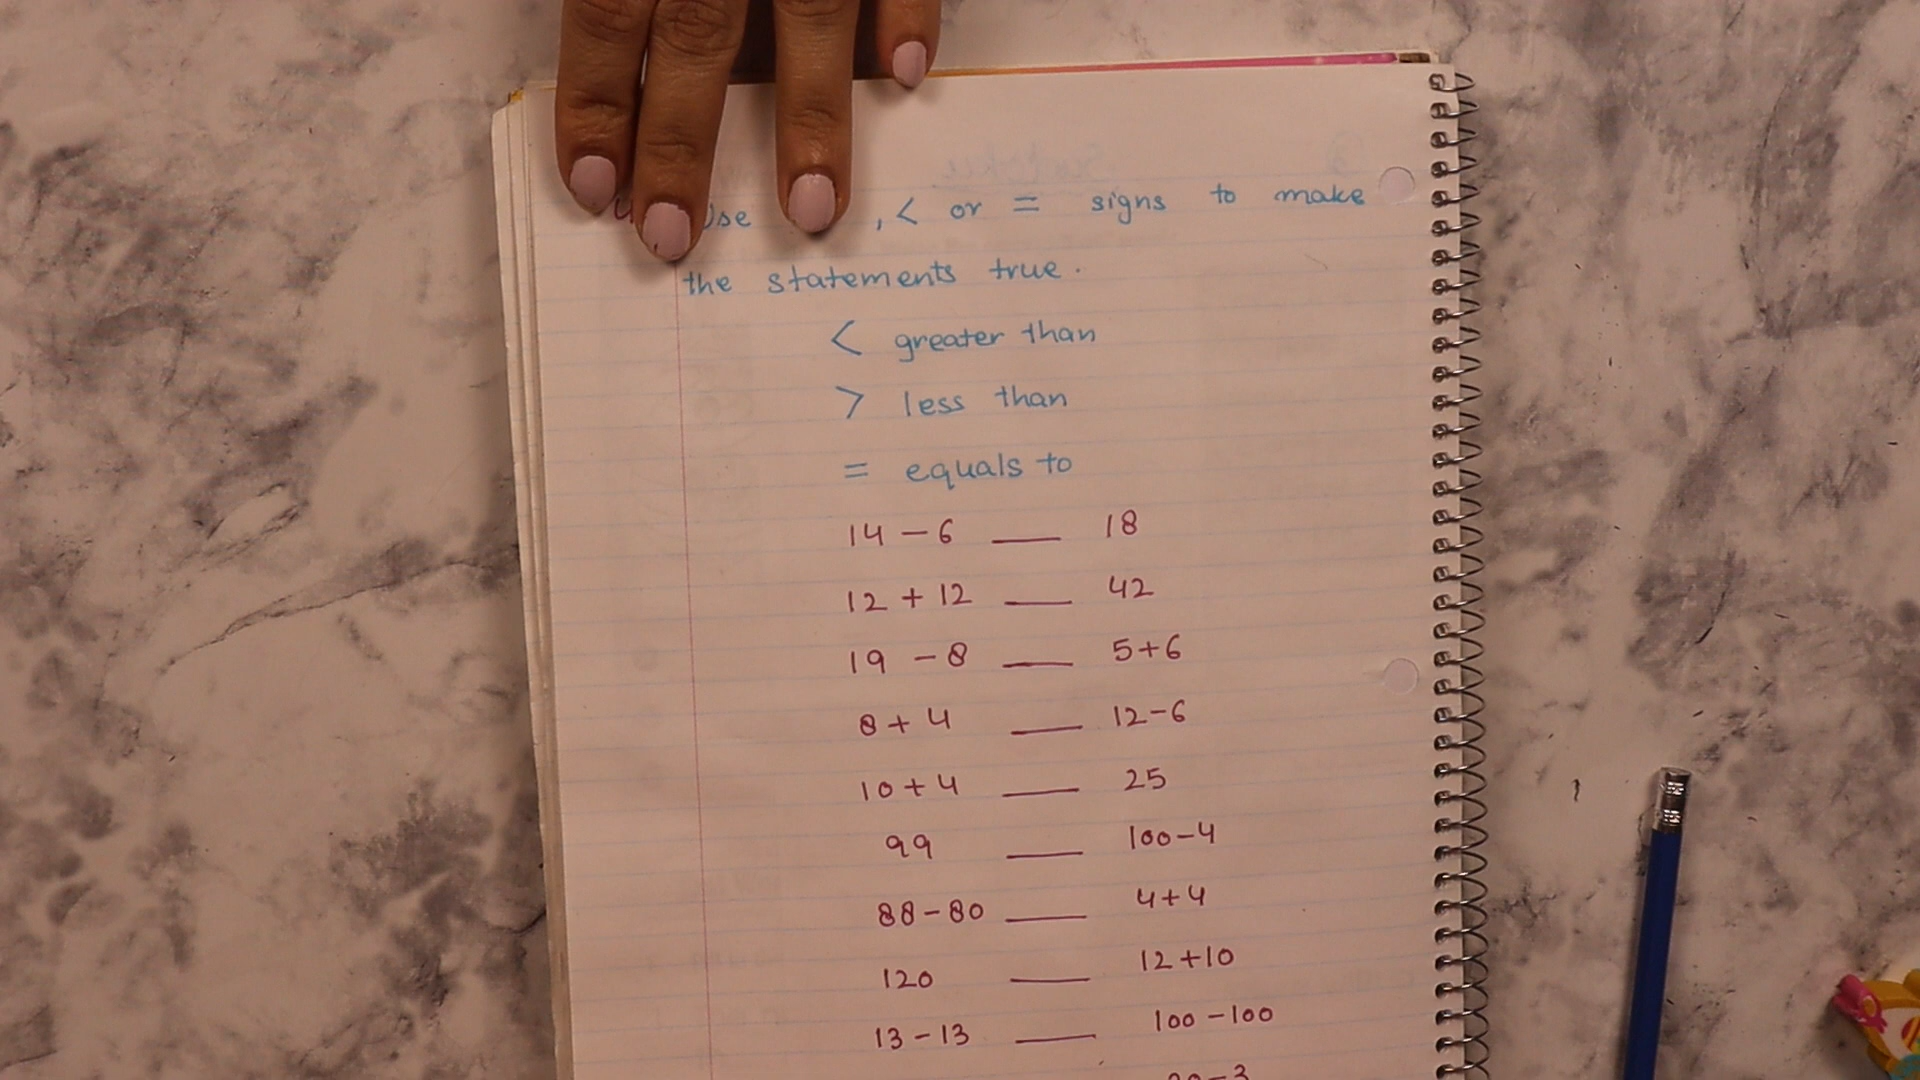 Use , < or = signs to make
the statements true.
< greater than
> less than
= equals to
14 - 6 ___ 18
12 + 12 ___ 42
19 - 8 ___ 5+6
8 + 4 ___ 12-6
10 + 4 ___ 25
99 ___ 100-4
88-80 ___ 4+4
120 ___ 12+10
13-13 ___ 100-100